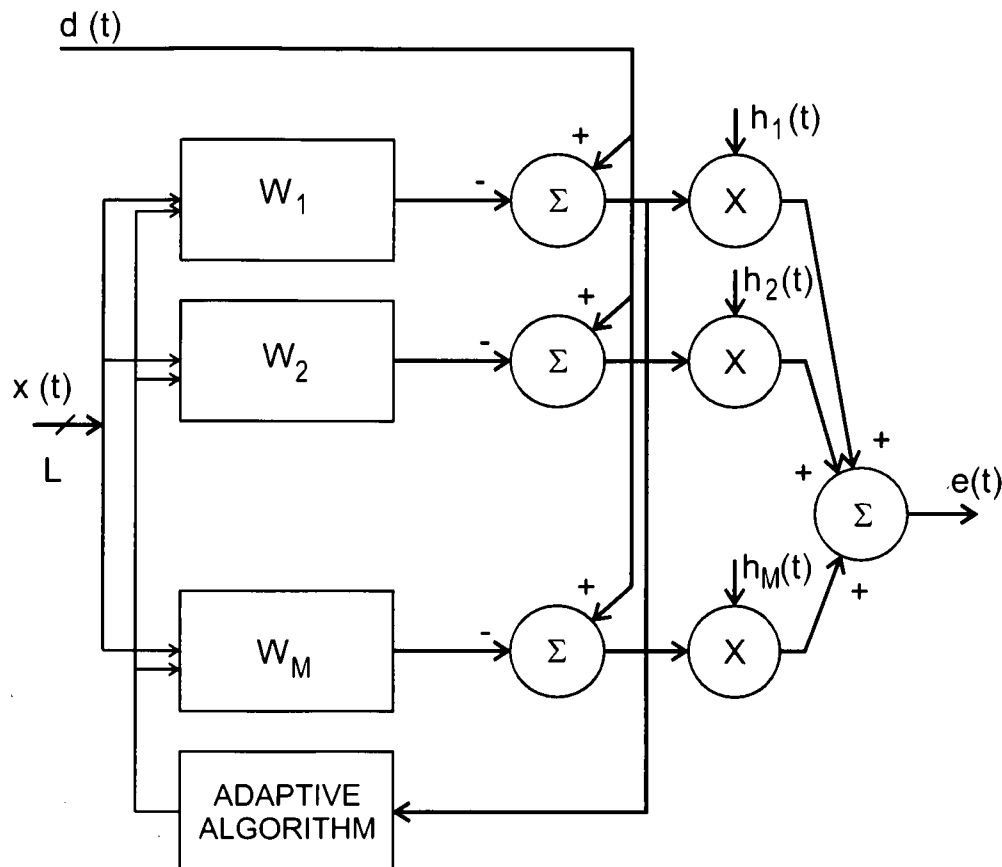 d (t)
h1(t)
+
W1
-
Σ
X
h2(t)
+
W2
-
Σ
X
x (t)
L
+
+
Σ
e(t)
+
hM(t)
+
WM
-
Σ
X
ADAPTIVE
ALGORITHM